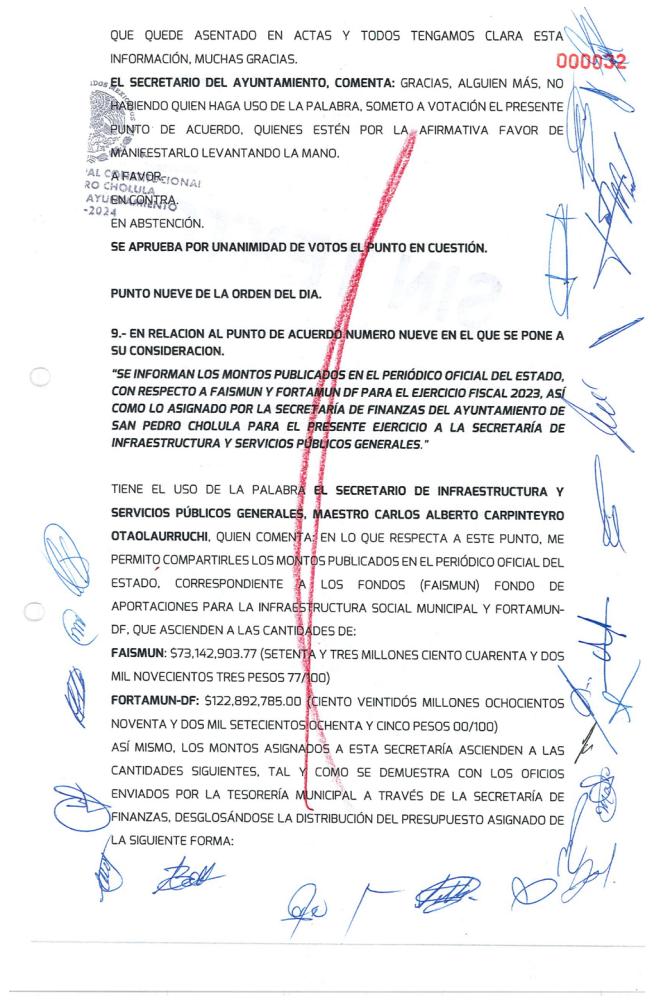 QUE QUEDE ASENTADO EN ACTAS Y TODOS TENGAMOS CLARA ESTA
INFORMACIÓN, MUCHAS GRACIAS.
000032
EL SECRETARIO DEL AYUNTAMIENTO, COMENTA: GRACIAS, ALGUIEN MÁS, NO
HABIENDO QUIEN HAGA USO DE LA PALABRA, SOMETO A VOTACIÓN EL PRESENTE
PUNTO DE ACUERDO, QUIENES ESTÉN POR LA AFIRMATIVA FAVOR DE
MANIFESTARLO LEVANTANDO LA MANO.
A FAVOR.
EN CONTRA.
EN ABSTENCIÓN.
RO CHOLULA
AYUNTAMIENTO
-2024
SE APRUEBA POR UNANIMIDAD DE VOTOS EL PUNTO EN CUESTIÓN.
PUNTO NUEVE DE LA ORDEN DEL DIA.
9.- EN RELACION AL PUNTO DE ACUERDO NUMERO NUEVE EN EL QUE SE PONE A
SU CONSIDERACION.
"SE INFORMAN LOS MONTOS PUBLICADOS EN EL PERIÓDICO OFICIAL DEL ESTADO,
CON RESPECTO A FAISMUN Y FORTAMUN DF PARA EL EJERCICIO FISCAL 2023, ASÍ
COMO LO ASIGNADO POR LA SECRETARÍA DE FINANZAS DEL AYUNTAMIENTO DE
SAN PEDRO CHOLULA PARA EL PRESENTE EJERCICIO A LA SECRETARÍA DE
INFRAESTRUCTURA Y SERVICIOS PÚBLICOS GENERALES."
TIENE EL USO DE LA PALABRA EL SECRETARIO DE INFRAESTRUCTURA Y
SERVICIOS PÚBLICOS GENERALES, MAESTRO CARLOS ALBERTO CARPINTEYRO
OTAOLAURRUCHI, QUIEN COMENTA: EN LO QUE RESPECTA A ESTE PUNTO, ME
PERMITO COMPARTIRLES LOS MONTOS PUBLICADOS EN EL PERIÓDICO OFICIAL DEL
ESTADO, CORRESPONDIENTE A LOS FONDOS (FAISMUN) FONDO DE
APORTACIONES PARA LA INFRAESTRUCTURA SOCIAL MUNICIPAL Y FORTAMUN-
DF, QUE ASCIENDEN A LAS CANTIDADES DE:
FAISMUN: $73,142,903.77 (SETENTA Y TRES MILLONES CIENTO CUARENTA Y DOS
MIL NOVECIENTOS TRES PESOS 77/100)
FORTAMUN-DF: $122,892,785.00 (CIENTO VEINTIDÓS MILLONES OCHOCIENTOS
NOVENTA Y DOS MIL SETECIENTOS OCHENTA Y CINCO PESOS 00/100)
ASÍ MISMO, LOS MONTOS ASIGNADOS A ESTA SECRETARÍA ASCIENDEN A LAS
CANTIDADES SIGUIENTES, TAL Y COMO SE DEMUESTRA CON LOS OFICIOS
ENVIADOS POR LA TESORERÍA MUNICIPAL A TRAVÉS DE LA SECRETARÍA DE
FINANZAS, DESGLOSÁNDOSE LA DISTRIBUCIÓN DEL PRESUPUESTO ASIGNADO DE
LA SIGUIENTE FORMA: